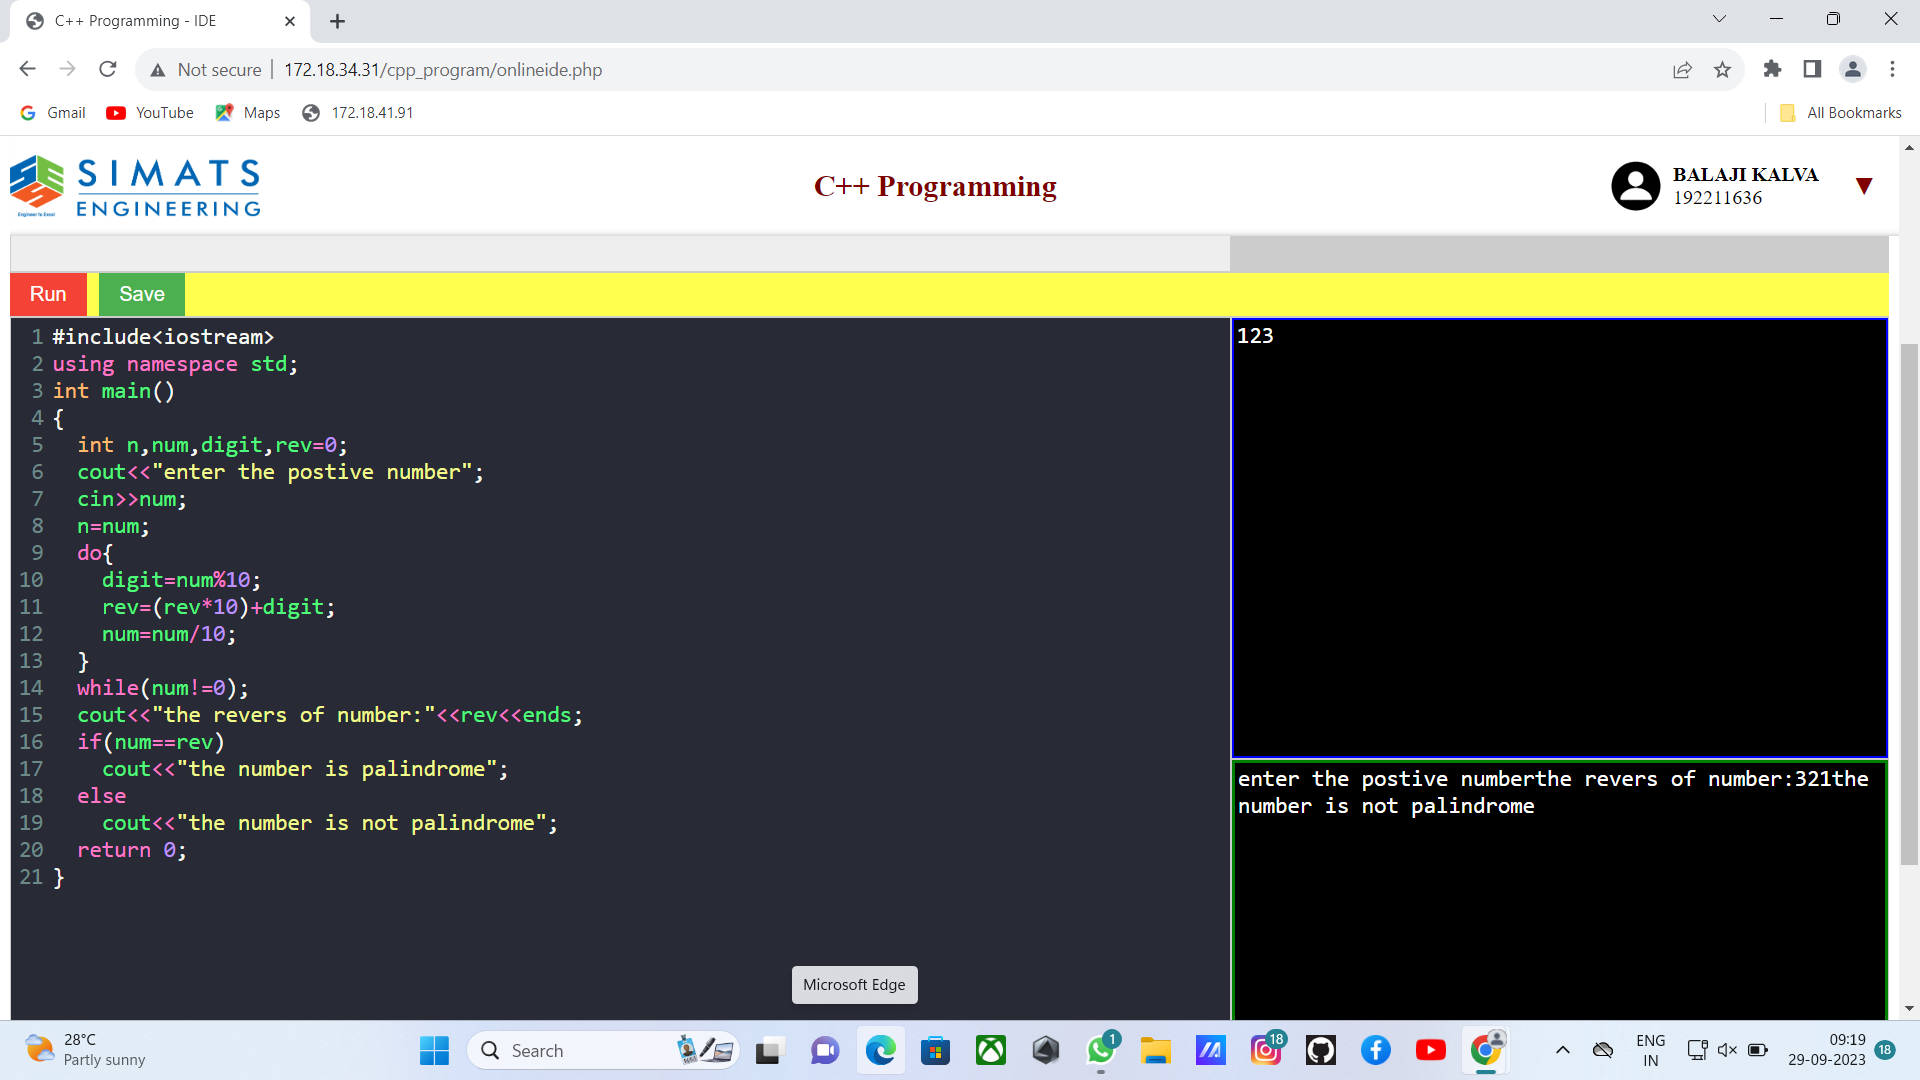 C++ Programming - IDE
Not secure 172.18.34.31/cpp_program/onlineide.php
Gmail YouTube Maps 172.18.41.91 All Bookmarks
SIMATS
ENGINEERING
Engineer to Excel
C++ Programming
BALAJI KALVA
192211636
Run Save
1 #include<iostream>
2 using namespace std;
3 int main()
4 {
5 int n,num,digit,rev=0;
6 cout<<"enter the postive number";
7 cin>>num;
8 n=num;
9 do{
10 digit=num%10;
11 rev=(rev*10)+digit;
12 num=num/10;
13 }
14 while(num!=0);
15 cout<<"the revers of number:"<<rev<<ends;
16 if(num==rev)
17 cout<<"the number is palindrome";
18 else
19 cout<<"the number is not palindrome";
20 return 0;
21 }
123
enter the postive numberthe revers of number:321the
number is not palindrome
Microsoft Edge
28°C
Partly sunny
Search
1
18
ENG
IN
09:19
29-09-2023
18